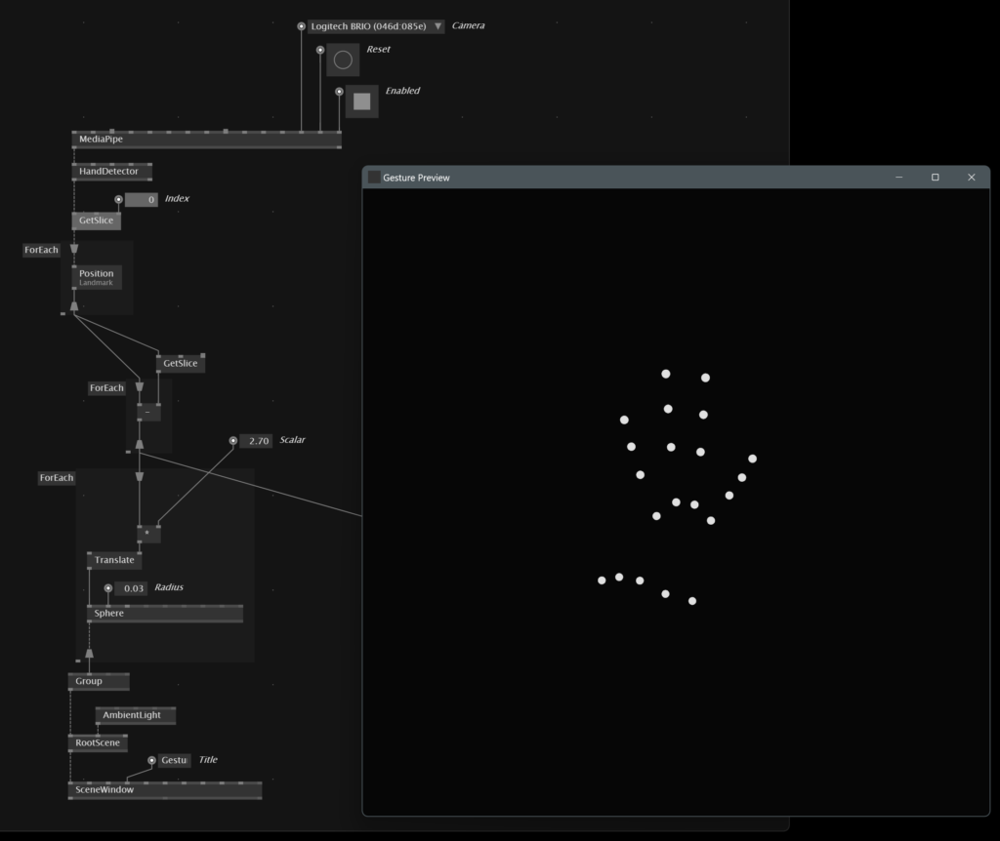 Logitech BRIO (046d:085e)
Camera
Reset
Enabled
MediaPipe
HandDetector
0
Index
GetSlice
ForEach
Position
Landmark
GetSlice
ForEach
-
2.70
Scalar
ForEach
*
Translate
0.03
Radius
Sphere
Group
AmbientLight
RootScene
Gestu
Title
SceneWindow
Gesture Preview